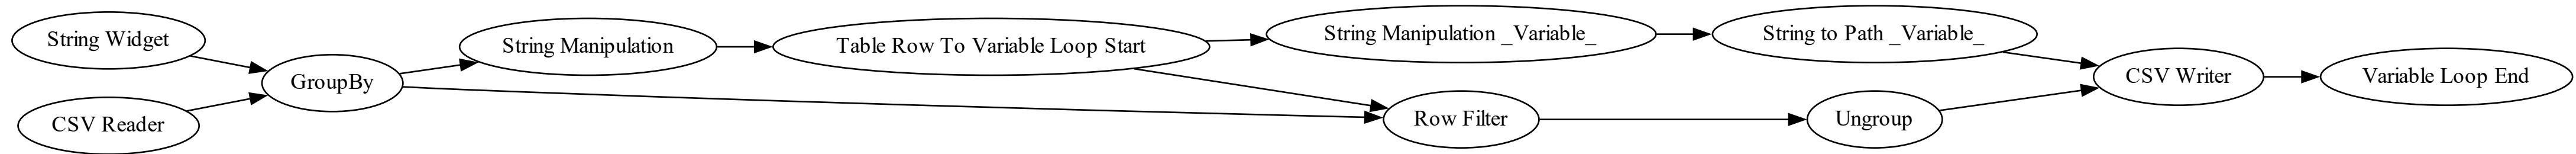 String Widget
CSV Reader
GroupBy
String Manipulation
Table Row To Variable Loop Start
String Manipulation _Variable_
String to Path _Variable_
Row Filter
Ungroup
CSV Writer
Variable Loop End